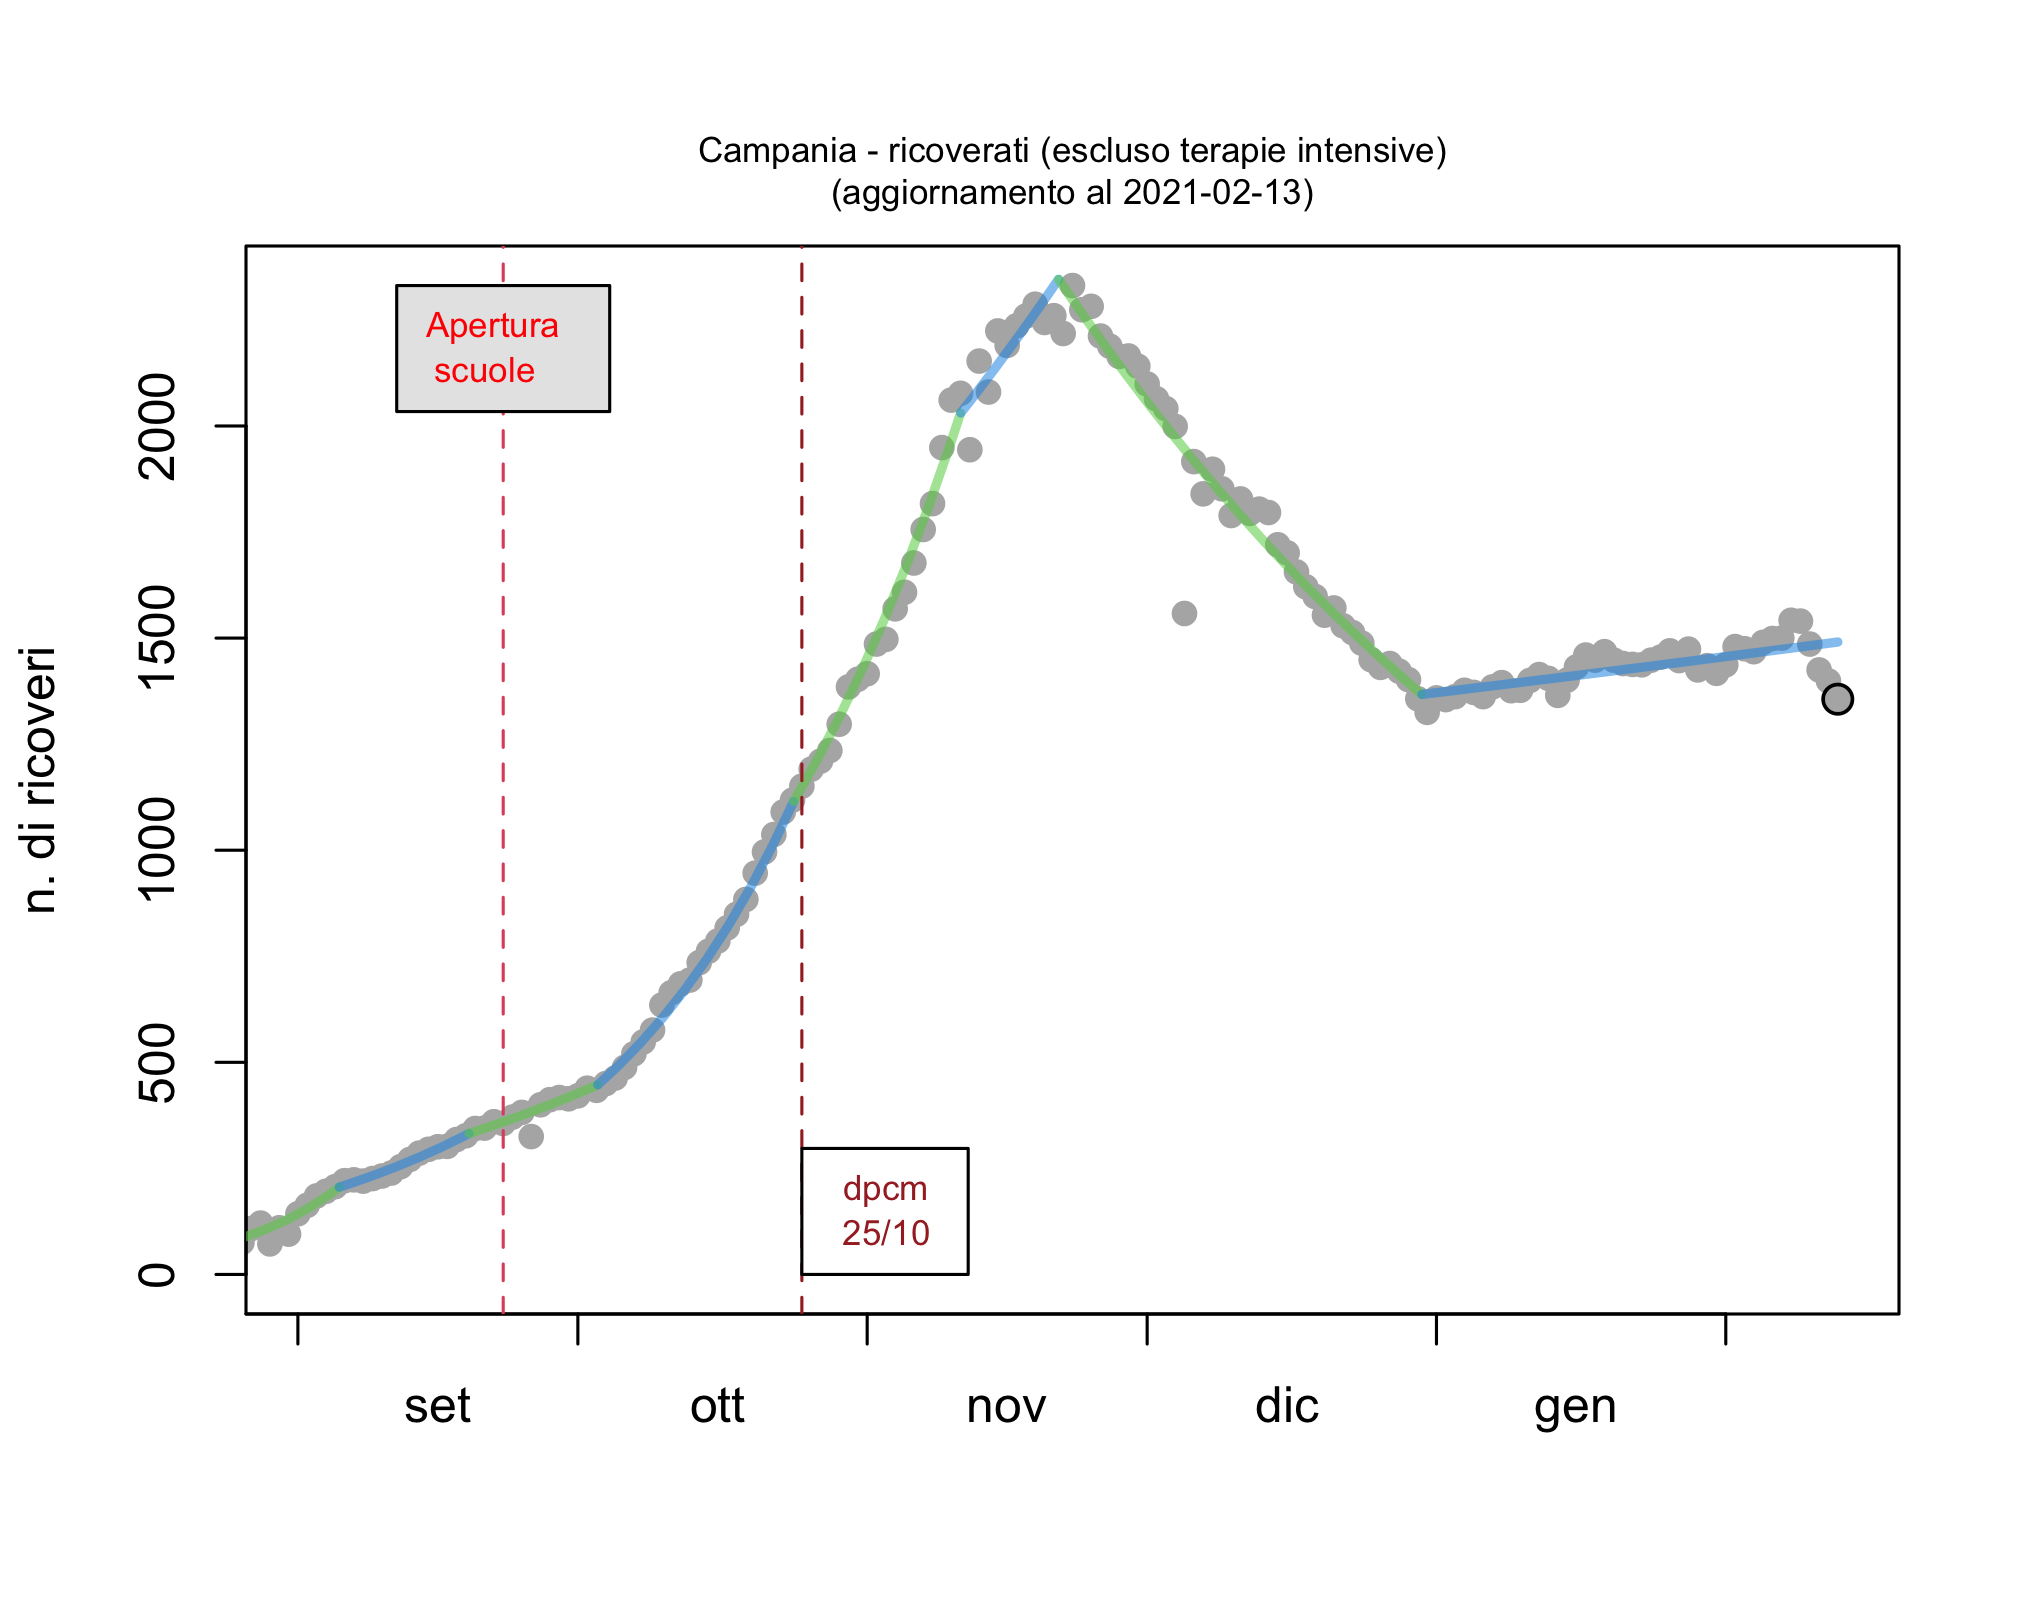 Campania - ricoverati (escluso terapie intensive)
(aggiornamento al 2021-02-13)
Apertura
scuole
dpcm
25/10
n. di ricoveri
2000
1500
1000
500
0
set
ott
nov
dic
gen